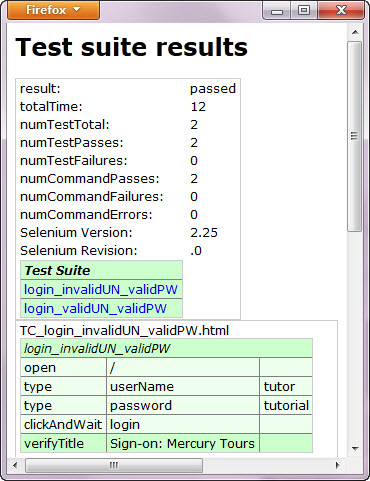 Firefox
Test suite results
result: passed
totalTime: 12
numTestTotal: 2
numTestPasses: 2
numTestFailures: 0
numCommandPasses: 2
numCommandFailures: 0
numCommandErrors: 0
Selenium Version: 2.25
Selenium Revision: .0
Test Suite
login_invalidUN_validPW
login_validUN_validPW
TC_login_invalidUN_validPW.html
login_invalidUN_validPW
open /
type userName tutor
type password tutorial
clickAndWait login
verifyTitle Sign-on: Mercury Tours